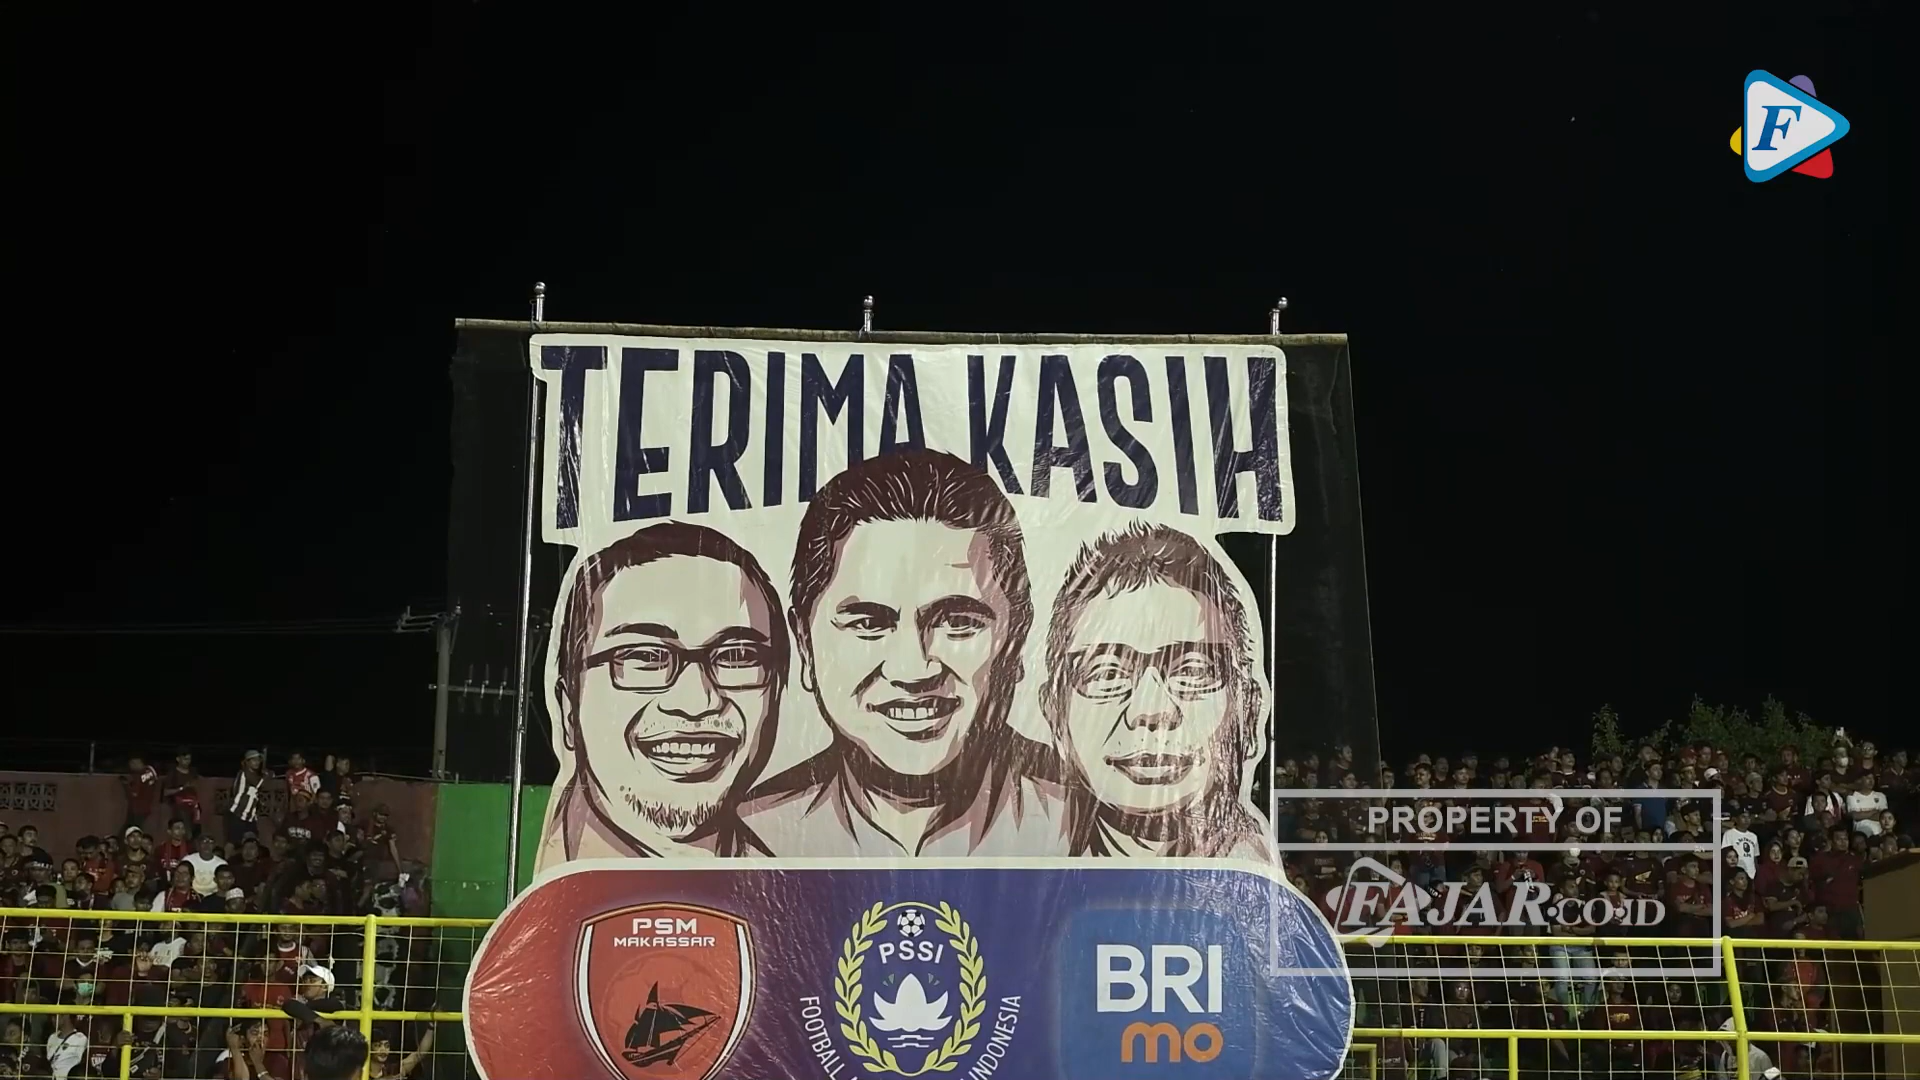 F
TERIMA KASIH
PROPERTY OF
FAJAR.CO.ID
PSM
MAKASSAR
PSSI
FOOTBALL
INDONESIA
BRI
mo